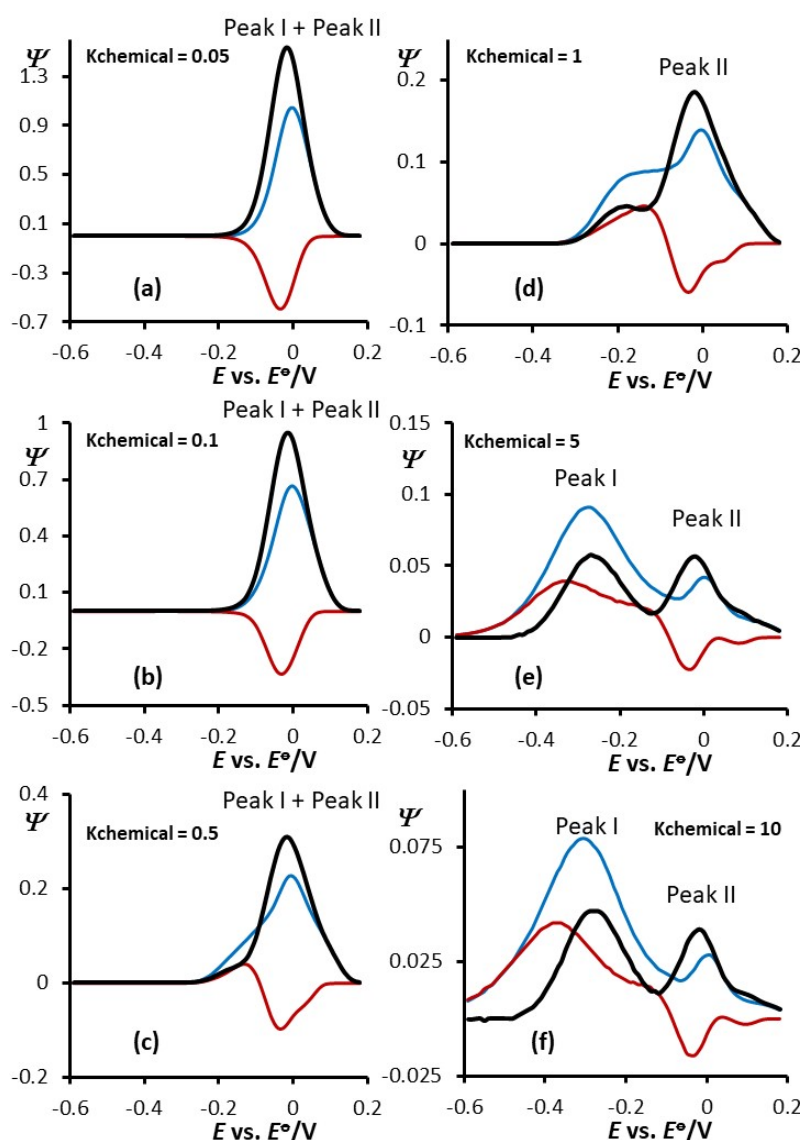 Peak I + Peak II
Ψ
Kchemical = 0.05
1.3
0.9
0.5
0.1
-0.3
-0.7
(a)
-0.6
-0.4
-0.2
0
0.2
E vs. E°/V
Peak I + Peak II
Ψ
Kchemical = 0.1
1
0.7
0.4
0.1
-0.2
-0.5
(b)
-0.6
-0.4
-0.2
0
0.2
E vs. E°/V
Peak I + Peak II
Ψ
Kchemical = 0.5
0.4
0.2
0
-0.2
(c)
-0.6
-0.4
-0.2
0
0.2
E vs. E°/V
Ψ
Kchemical = 1
Peak II
0.2
0.1
0
-0.1
(d)
-0.6
-0.4
-0.2
0
0.2
E vs. E°/V
Ψ
Kchemical = 5
Peak I
Peak II
0.15
0.1
0.05
0
-0.05
(e)
-0.6
-0.4
-0.2
0
0.2
E vs. E°/V
Ψ
Peak I
Kchemical = 10
Peak II
0.075
0.025
-0.025
(f)
-0.6
-0.4
-0.2
0
0.2
E vs. E°/V